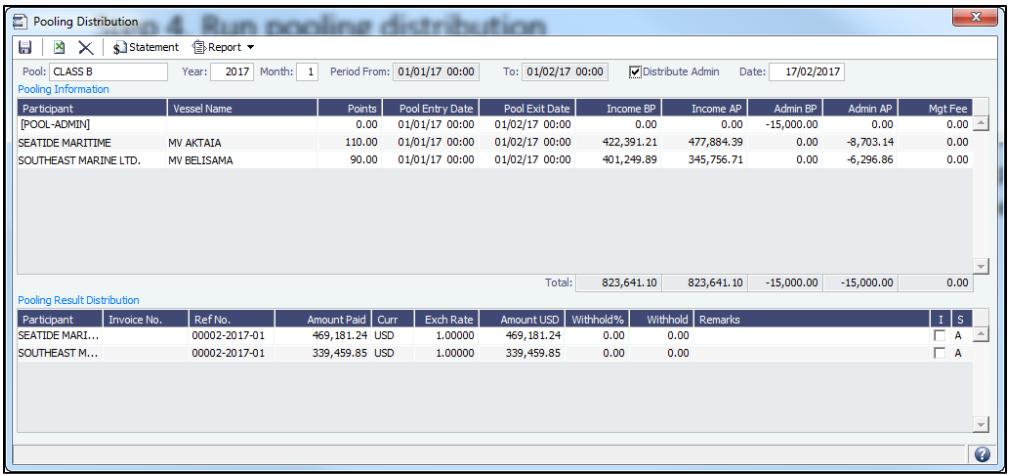 Step 4. Run pooling distribution
Pooling Distribution
Statement Report
Pool: CLASS B Year: 2017 Month: 1 Period From: 01/01/17 00:00 To: 01/02/17 00:00 Distribute Admin Date: 17/02/2017
Pooling Information
Participant Vessel Name Points Pool Entry Date Pool Exit Date Income BP Income AP Admin BP Admin AP Mgt Fee
[POOL-ADMIN] 0.00 01/01/17 00:00 01/02/17 00:00 0.00 0.00 -15,000.00 0.00 0.00
SEATIDE MARITIME MV AKTAIA 110.00 01/01/17 00:00 01/02/17 00:00 422,391.21 477,884.39 0.00 -8,703.14 0.00
SOUTHEAST MARINE LTD. MV BELISAMA 90.00 01/01/17 00:00 01/02/17 00:00 401,249.89 345,756.71 0.00 -6,296.86 0.00
Total: 823,641.10 823,641.10 -15,000.00 -15,000.00 0.00
Pooling Result Distribution
Participant Invoice No. Ref No. Amount Paid Curr Exch Rate Amount USD Withhold% Withhold Remarks I S
SEATIDE MARI... 00002-2017-01 469,181.24 USD 1.00000 469,181.24 0.00 0.00 A
SOUTHEAST M... 00002-2017-01 339,459.85 USD 1.00000 339,459.85 0.00 0.00 A